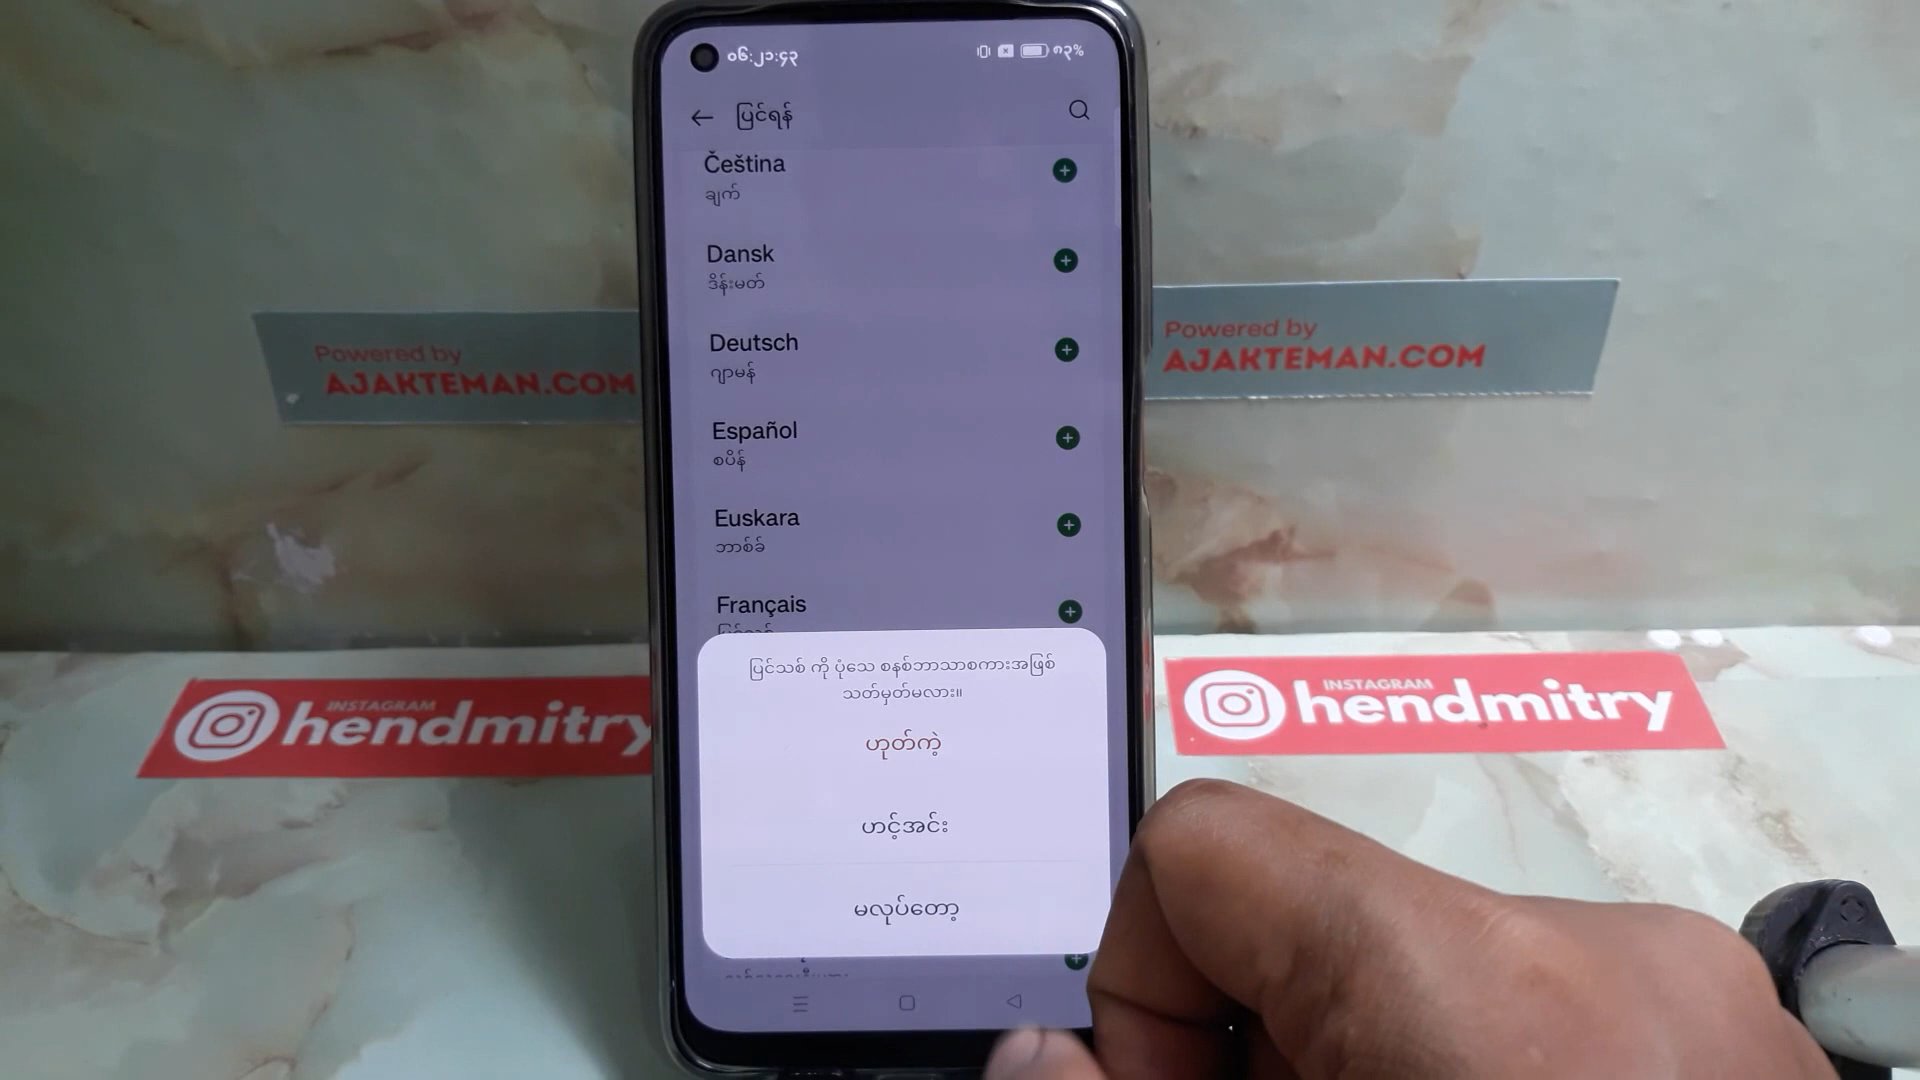 ၀၆:၂၁:၄၃
၈၃%
ပြင်ရန်
Čeština
ချက်
Dansk
ဒိန်းမတ်
Deutsch
ဂျာမန်
Español
စပိန်
Euskara
ဘာစ်ခ်
Français
ပြင်သစ် ကို ပုံသေ စနစ်ဘာသာစကားအဖြစ်
သတ်မှတ်မလား။
ဟုတ်ကဲ့
ဟင့်အင်း
မလုပ်တော့
Powered by
AJAKTEMAN.COM
Powered by
AJAKTEMAN.COM
INSTAGRAM
hendmitry
INSTAGRAM
hendmitry